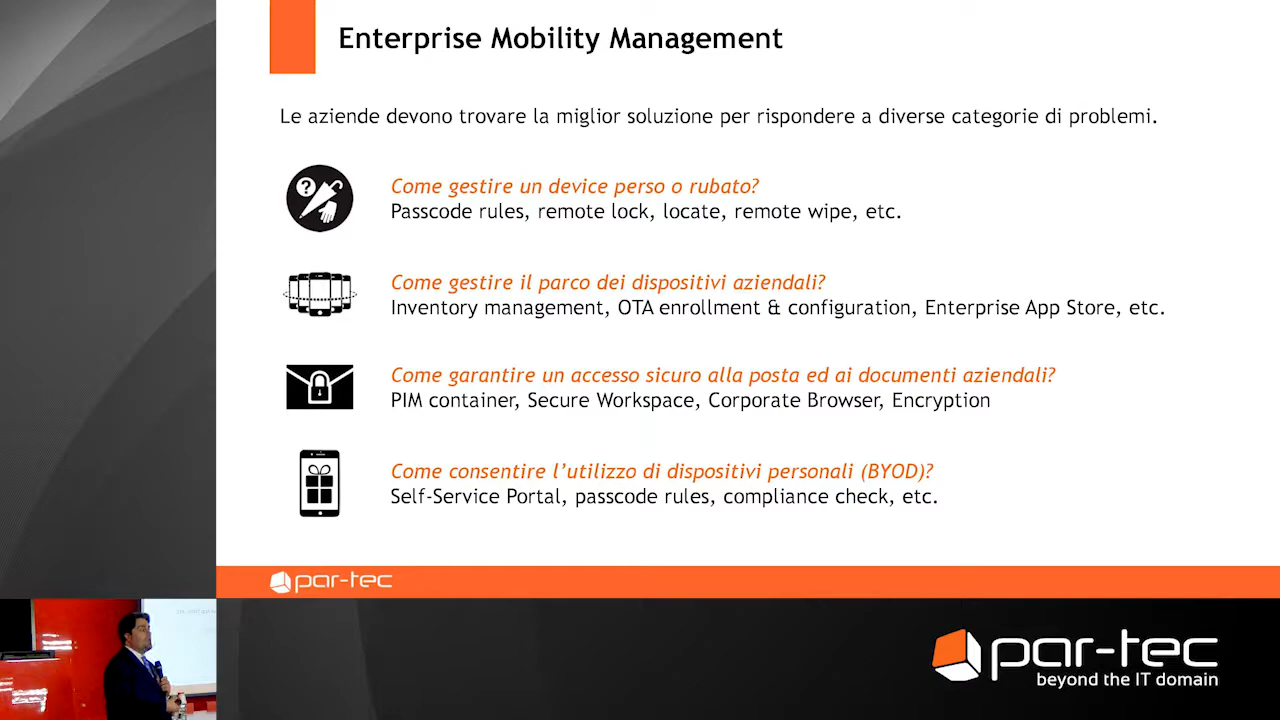 Enterprise Mobility Management
Le aziende devono trovare la miglior soluzione per rispondere a diverse categorie di problemi.
Come gestire un device perso o rubato?
Passcode rules, remote lock, locate, remote wipe, etc.
Come gestire il parco dei dispositivi aziendali?
Inventory management, OTA enrollment & configuration, Enterprise App Store, etc.
Come garantire un accesso sicuro alla posta ed ai documenti aziendali?
PIM container, Secure Workspace, Corporate Browser, Encryption
Come consentire l’utilizzo di dispositivi personali (BYOD)?
Self-Service Portal, passcode rules, compliance check, etc.
par-tec
par-tec
beyond the IT domain